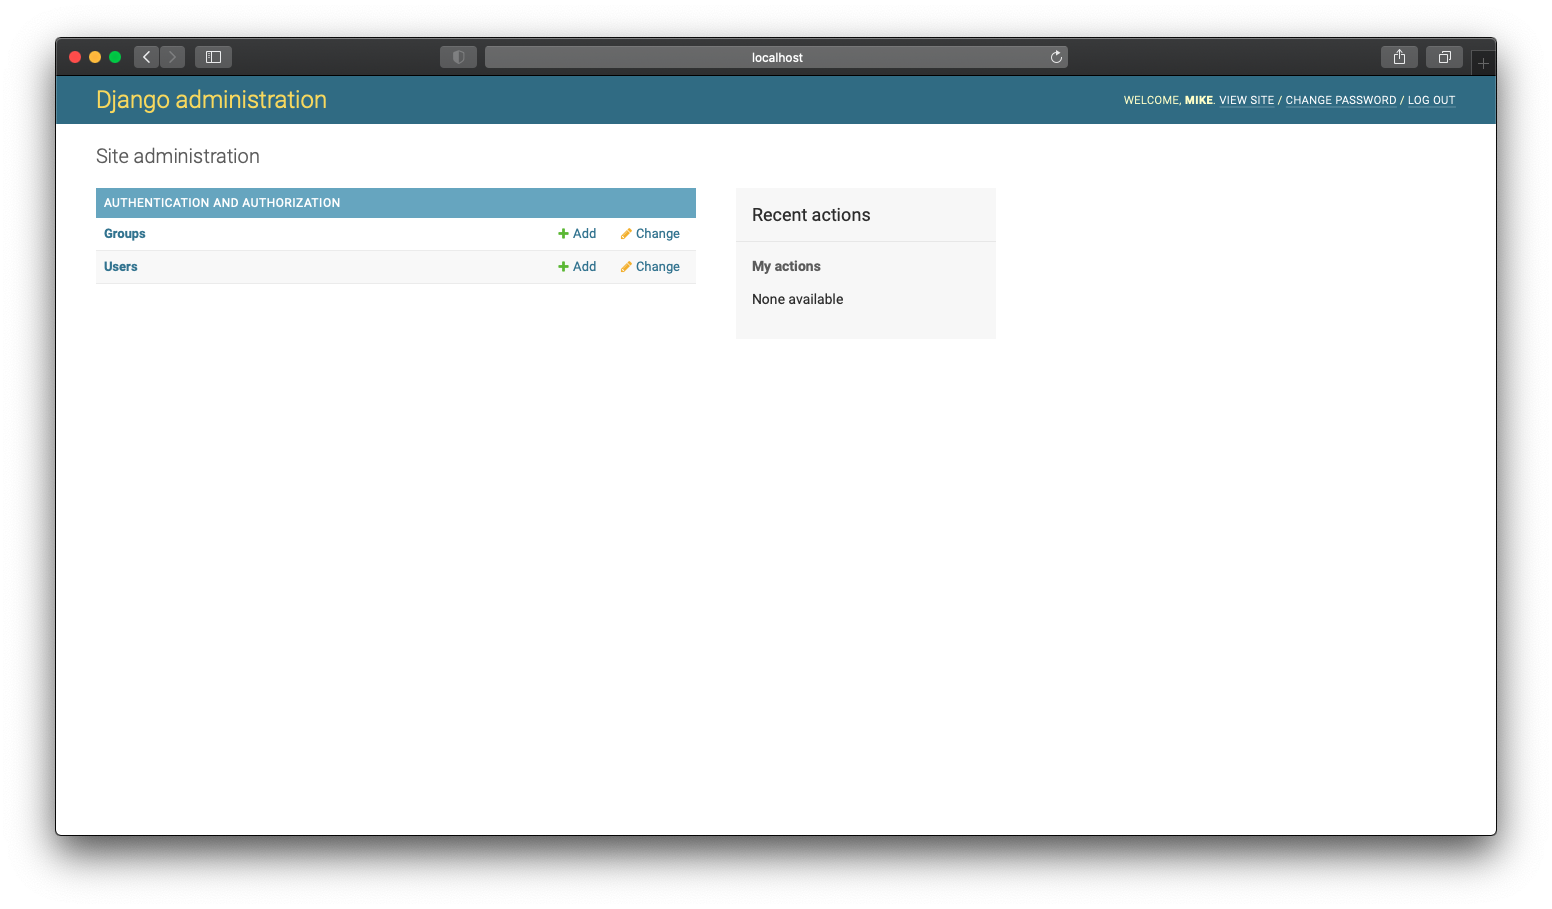 localhost
Django administration
WELCOME, MIKE. VIEW SITE / CHANGE PASSWORD / LOG OUT
Site administration
AUTHENTICATION AND AUTHORIZATION
Groups Add Change
Users Add Change
Recent actions
My actions
None available